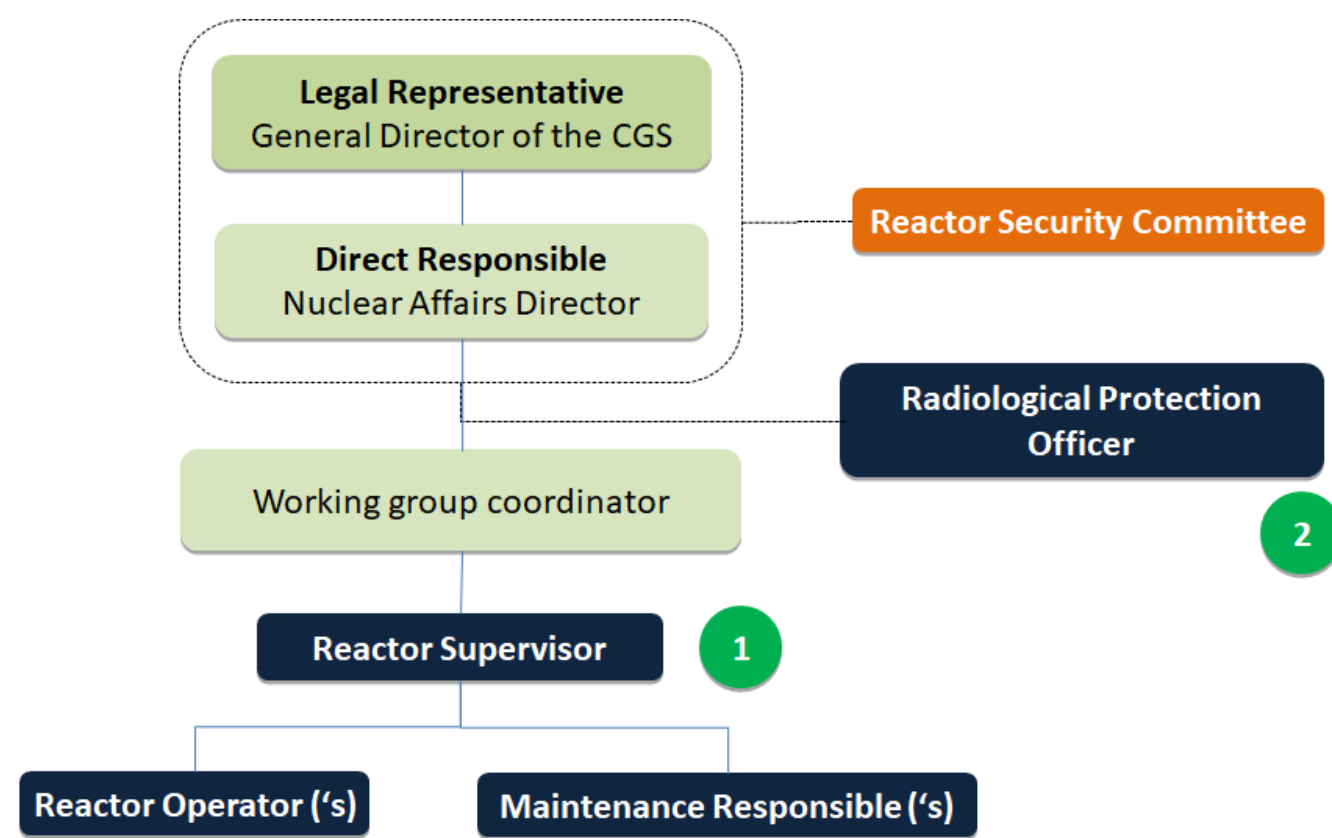 Legal Representative
General Director of the CGS
Reactor Security Committee
Direct Responsible
Nuclear Affairs Director
Radiological Protection
Officer
Working group coordinator
2
Reactor Supervisor
1
Reactor Operator (‘s)
Maintenance Responsible (‘s)